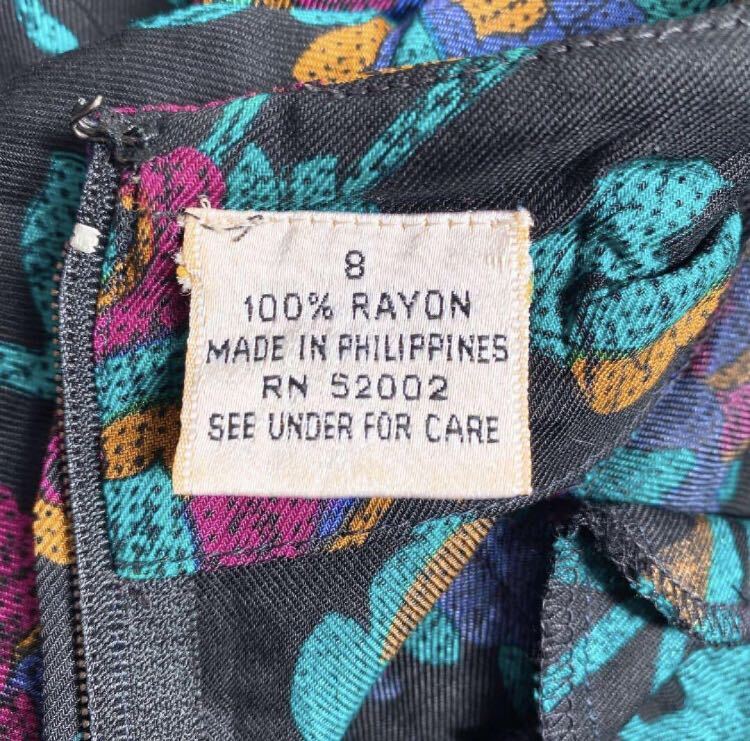 8
100% RAYON
MADE IN PHILIPPINES
RN 52002
SEE UNDER FOR CARE